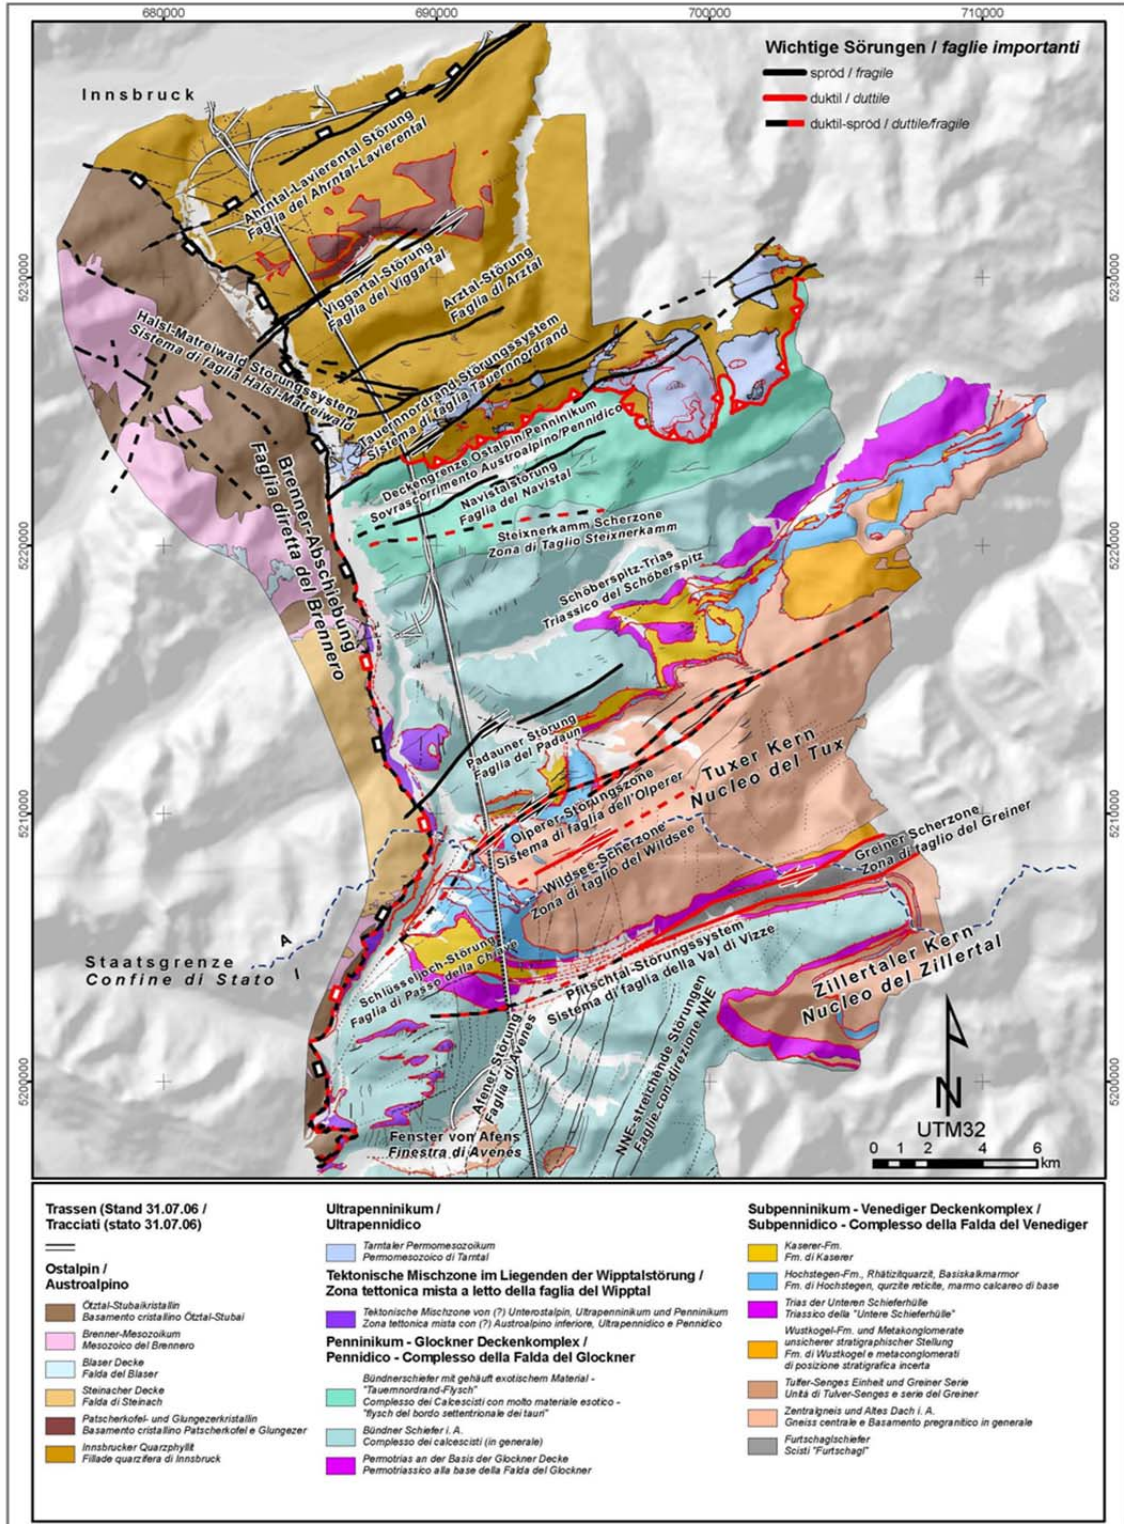 680000
690000
700000
710000
Wichtige Sörungen / faglie importanti
spröd / fragile
duktil / duttile
duktil-spröd / duttile/fragile
Innsbruck
Ahrntal-Lavierental Störung
Faglia del Ahrntal-Lavierental
5230000
5230000
Viggartal-Störung
Faglia del Viggartal
Arztal-Störung
Faglia di Arztal
Halsl-Matreiwald Störungssystem
Sistema di faglia Halsl-Matreiwald
Tauernnordrand-Störungssystem
Sistema di faglia Tauernnordrand
Deckengrenze Ostalpin/Penninikum
Sovrascorrimento Austroalpino/Pennidico
Navistalstörung
Faglia del Navistal
Brenner-Abschiebung
Faglia diretta del Brennero
Steixnerkamm Scherzone
Zona di Taglio Steixnerkamm
5220000
5220000
Schöberspitz-Trias
Triassico del Schöberspitz
Padauner Störung
Faglia del Padaun
Tuxer Kern
Nucleo del Tux
5210000
5210000
Olperer-Störungszone
Sistema di faglia dell'Olperer
Wildsee-Scherzone
Zona di taglio del Wildsee
Greiner Scherzone
Zona di taglio del Greiner
A
I
Staatsgrenze
Confine di Stato
Schlüsseljoch-Störung
Faglia di Passo della Chiave
Pfitschtal-Störungssystem
Sistema di faglia della Val di Vizze
Zillertaler Kern
Nucleo del Zillertal
Afener Störung
Faglia di Avenes
NNE-streichende Störungen
Faglie con direzione NNE
5200000
5200000
Fenster von Afens
Finestra di Avenes
N
UTM32
0 1 2 4 6
km
Trassen (Stand 31.07.06 /
Tracciati (stato 31.07.06)
Ostalpin /
Austroalpino
Ötztal-Stubaikristallin
Basamento cristallino Ötztal-Stubai
Brenner-Mesozoikum
Mesozoico del Brennero
Blaser Decke
Falda del Blaser
Steinacher Decke
Falda di Steinach
Patscherkofel- und Glungezerkristallin
Basamento cristallino Patscherkofel e Glungezer
Innsbrucker Quarzphyllit
Fillade quarzifera di Innsbruck
Ultrapenninikum /
Ultrapennidico
Tarntaler Permomesozoikum
Permomesozoico di Tarntal
Tektonische Mischzone im Liegenden der Wipptalstörung /
Zona tettonica mista a letto della faglia del Wipptal
Tektonische Mischzone von (?) Unterostalpin, Ultrapenninikum und Penninikum
Zona tettonica mista con (?) Austroalpino inferiore, Ultrapennidico e Pennidico
Penninikum - Glockner Deckenkomplex /
Pennidico - Complesso della Falda del Glockner
Bündnerschiefer mit gehäuft exotischem Material -
"Tauernnordrand-Flysch"
Complesso dei Calcescisti con molto materiale esotico -
"flysch del bordo settentrionale dei tauri"
Bündner Schiefer i. A.
Complesso dei calcescisti (in generale)
Permotrias an der Basis der Glockner Decke
Permotriassico alla base della Falda del Glockner
Subpenninikum - Venediger Deckenkomplex /
Subpennidico - Complesso della Falda del Venediger
Kaserer-Fm.
Fm. di Kaserer
Hochstegen-Fm., Rhätizitquarzit, Basiskalkmarmor
Fm. di Hochstegen, qurzite reticite, marmo calcareo di base
Trias der Unteren Schieferhülle
Triassico della "Untere Schieferhülle"
Wustkogel-Fm. und Metakonglomerate
unsicherer stratigraphischer Stellung
Fm. di Wustkogel e metaconglomerati
di posizione stratigrafica incerta
Tulfer-Senges Einheit und Greiner Serie
Unità di Tulver-Senges e serie del Greiner
Zentralgneis und Altes Dach i. A.
Gneiss centrale e Basamento pregranitico in generale
Furtschaglschiefer
Scisti "Furtschagl"